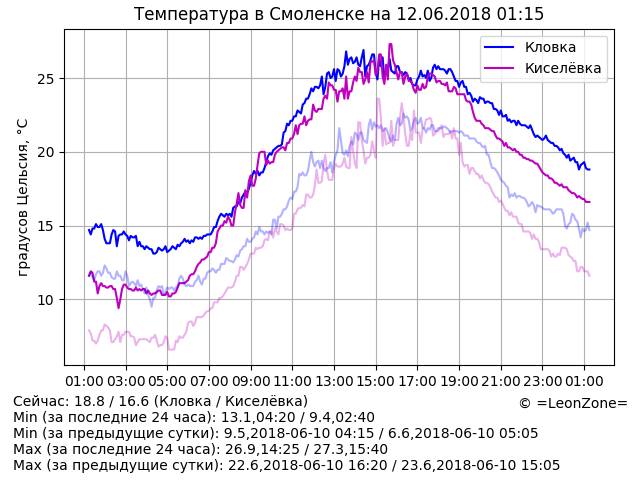 Температура в Смоленске на 12.06.2018 01:15
Кловка
Киселёвка
градусов Цельсия, °C
25
20
15
10
01:00 03:00 05:00 07:00 09:00 11:00 13:00 15:00 17:00 19:00 21:00 23:00 01:00
Сейчас: 18.8 / 16.6 (Кловка / Киселёвка)
© =LeonZone=
Min (за последние 24 часа): 13.1,04:20 / 9.4,02:40
Min (за предыдущие сутки): 9.5,2018-06-10 04:15 / 6.6,2018-06-10 05:05
Max (за последние 24 часа): 26.9,14:25 / 27.3,15:40
Max (за предыдущие сутки): 22.6,2018-06-10 16:20 / 23.6,2018-06-10 15:05